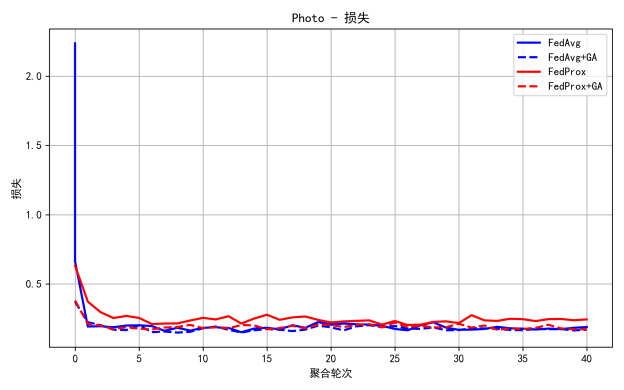 Photo - 损失
FedAvg
FedAvg+GA
FedProx
FedProx+GA
损失
2.0
1.5
1.0
0.5
0 5 10 15 20 25 30 35 40
聚合轮次